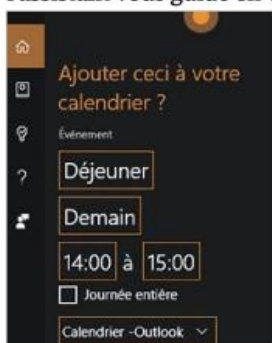 Ajouter ceci à votre
calendrier ?
Événement
Déjeuner
Demain
14:00 à 15:00
Journée entière
Calendrier -Outlook